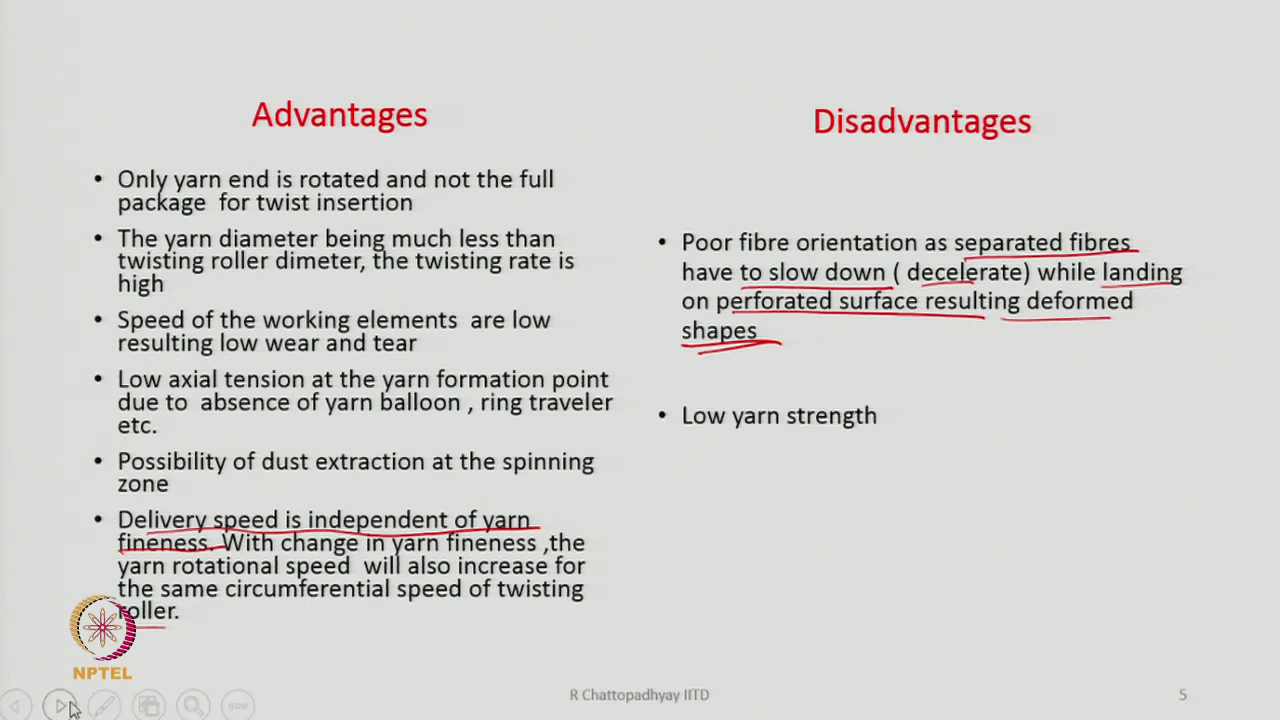 Advantages
• Only yarn end is rotated and not the full
package for twist insertion
• The yarn diameter being much less than
twisting roller dimeter, the twisting rate is
high
• Speed of the working elements are low
resulting low wear and tear
• Low axial tension at the yarn formation point
due to absence of yarn balloon , ring traveler
etc.
• Possibility of dust extraction at the spinning
zone
• Delivery speed is independent of yarn
fineness. With change in yarn fineness ,the
yarn rotational speed will also increase for
the same circumferential speed of twisting
roller.
Disadvantages
• Poor fibre orientation as separated fibres
have to slow down ( decelerate) while landing
on perforated surface resulting deformed
shapes
• Low yarn strength
NPTEL
R Chattopadhyay IITD
5